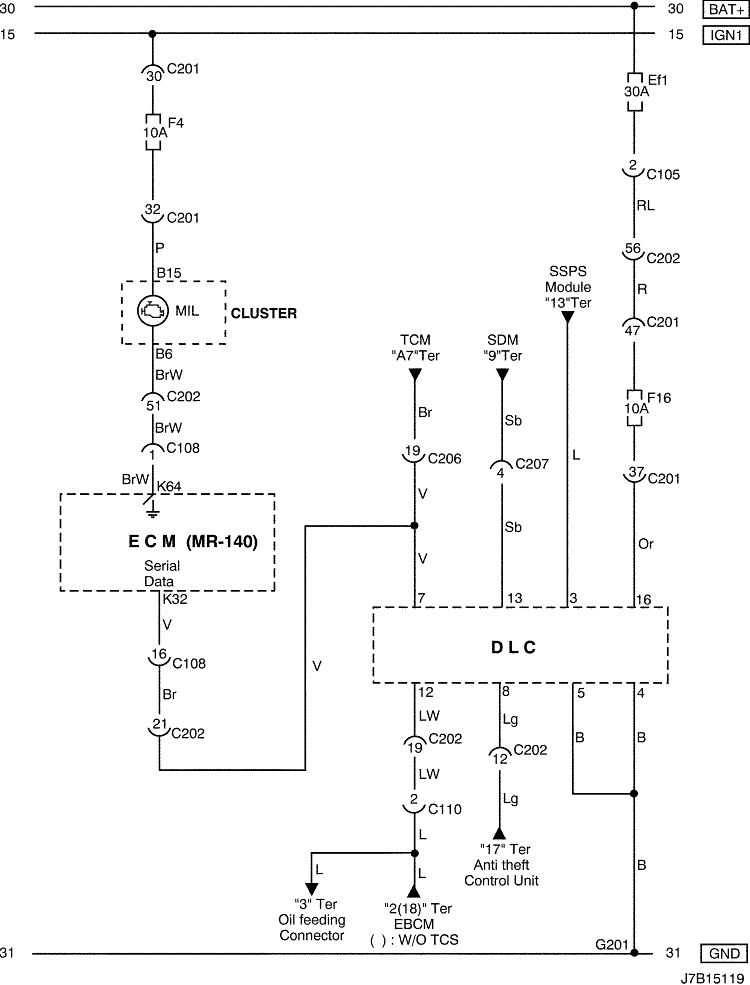 30
30
BAT+
15
15
IGN1
30
C201
F4
10A
32
C201
P
B15
MIL
CLUSTER
B6
BrW
C202
51
BrW
C108
1
BrW
K64
E C M (MR-140)
Serial
Data
K32
V
16
C108
Br
21
C202
V
Ef1
30A
2
C105
RL
56
C202
R
C201
47
F16
10A
37
C201
Or
16
SSPS
Module
"13"Ter
L
3
SDM
"9"Ter
Sb
C207
4
Sb
13
TCM
"A7"Ter
Br
19
C206
V
V
7
D L C
12
LW
C202
19
LW
2
C110
L
L
L
"3" Ter
Oil feeding
Connector
"2(18)" Ter
EBCM
( ) : W/O TCS
8
Lg
C202
12
Lg
"17" Ter
Anti theft
Control Unit
5
4
B
B
B
G201
31
31
GND
J7B15119